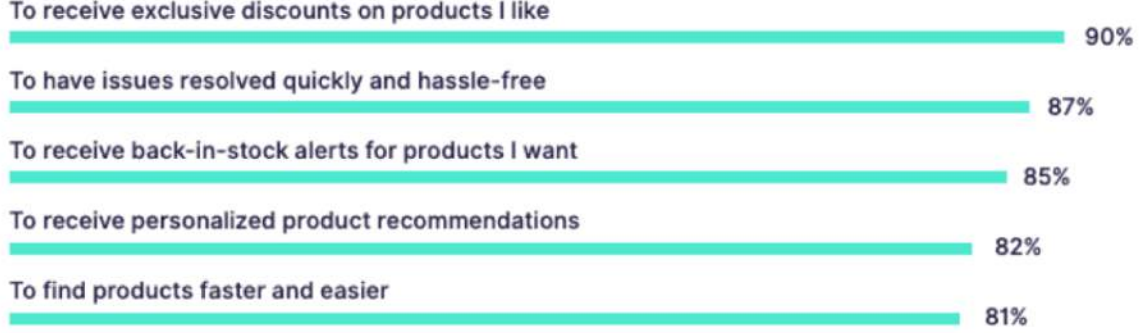 To receive exclusive discounts on products I like
90%
To have issues resolved quickly and hassle-free
87%
To receive back-in-stock alerts for products I want
85%
To receive personalized product recommendations
82%
To find products faster and easier
81%